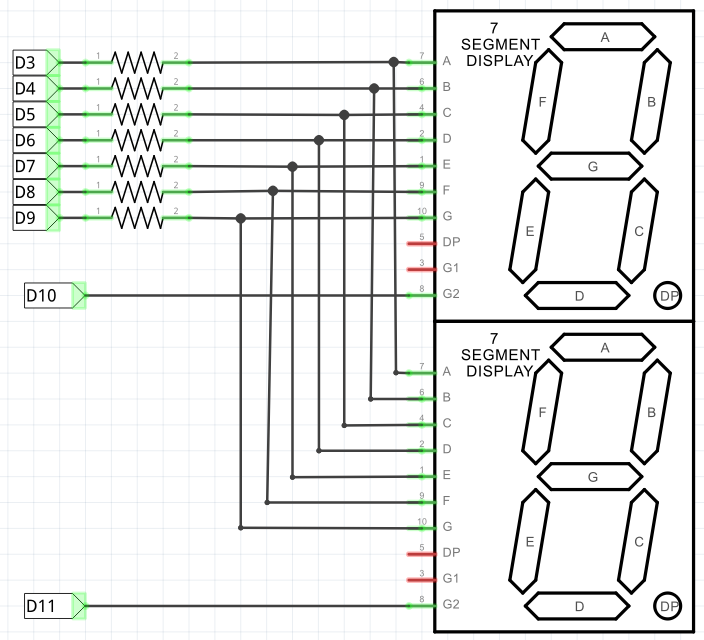 7
SEGMENT
DISPLAY
A
F
B
G
E
C
D
DP
D3 1 2 7 A
D4 1 2 6 B
D5 1 2 4 C
D6 1 2 2 D
D7 1 2 1 E
D8 1 2 9 F
D9 1 2 10 G
5 DP
3 G1
D10 8 G2
7
SEGMENT
DISPLAY
A
F
B
G
E
C
D
DP
7 A
6 B
4 C
2 D
1 E
9 F
10 G
5 DP
3 G1
D11 8 G2